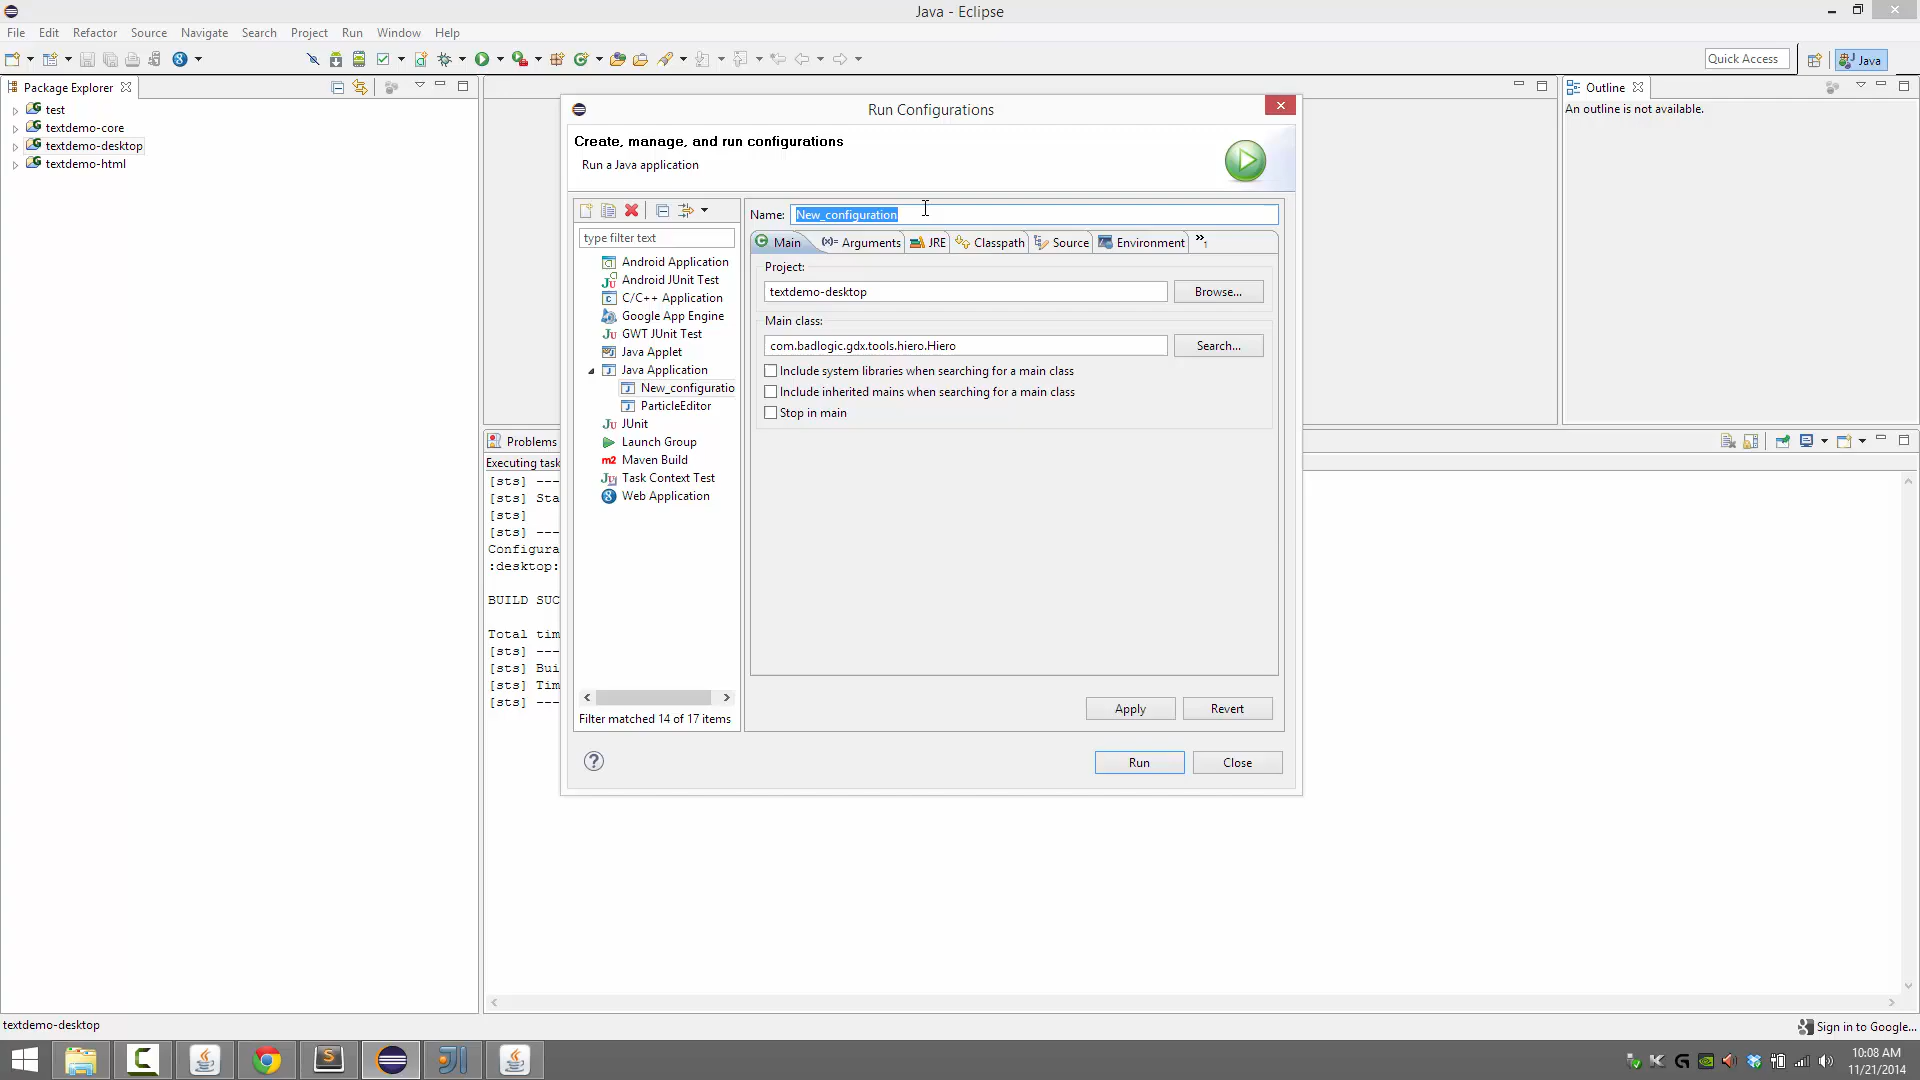 Java - Eclipse
File Edit Refactor Source Navigate Search Project Run Window Help
Quick Access
Java
Package Explorer
test
textdemo-core
textdemo-desktop
textdemo-html
Outline
An outline is not available.
Run Configurations
Create, manage, and run configurations
Run a Java application
type filter text
Android Application
Android JUnit Test
C/C++ Application
Google App Engine
GWT JUnit Test
Java Applet
Java Application
New_configuratio
ParticleEditor
JUnit
Launch Group
Maven Build
Task Context Test
Web Application
Filter matched 14 of 17 items
Name: New_configuration
Main Arguments JRE Classpath Source Environment »1
Project:
textdemo-desktop Browse...
Main class:
com.badlogic.gdx.tools.hiero.Hiero Search...
Include system libraries when searching for a main class
Include inherited mains when searching for a main class
Stop in main
Apply Revert
Run Close
Problems
Executing task
[sts] ---
[sts] Sta
[sts]
[sts] ---
Configura
:desktop:
BUILD SUC
Total tim
[sts] ---
[sts] Bui
[sts] Tim
[sts] ---
textdemo-desktop
Sign in to Google...
10:08 AM
11/21/2014